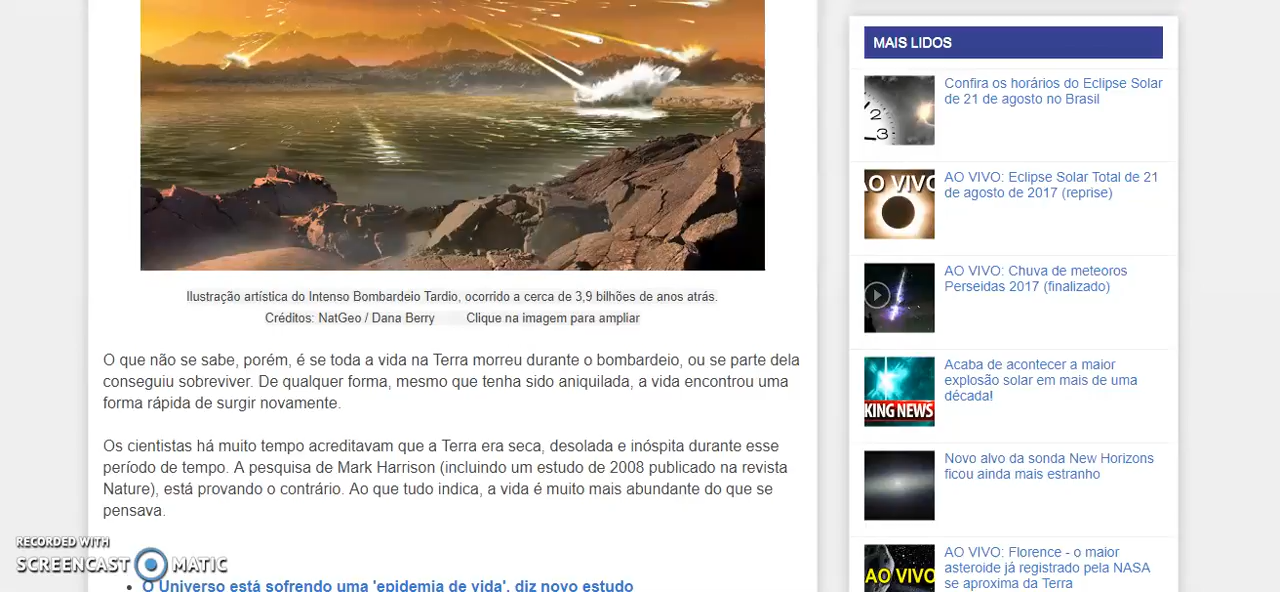 Ilustração artística do Intenso Bombardeio Tardio, ocorrido a cerca de 3,9 bilhões de anos atrás.
Créditos: NatGeo / Dana Berry Clique na imagem para ampliar
O que não se sabe, porém, é se toda a vida na Terra morreu durante o bombardeio, ou se parte dela
conseguiu sobreviver. De qualquer forma, mesmo que tenha sido aniquilada, a vida encontrou uma
forma rápida de surgir novamente.
Os cientistas há muito tempo acreditavam que a Terra era seca, desolada e inóspita durante esse
período de tempo. A pesquisa de Mark Harrison (incluindo um estudo de 2008 publicado na revista
Nature), está provando o contrário. Ao que tudo indica, a vida é muito mais abundante do que se
pensava.
O Universo está sofrendo uma 'epidemia de vida', diz novo estudo
RECORDED WITH
SCREENCAST MATIC
MAIS LIDOS
2
3
Confira os horários do Eclipse Solar
de 21 de agosto no Brasil
AO VIVO
AO VIVO: Eclipse Solar Total de 21
de agosto de 2017 (reprise)
AO VIVO: Chuva de meteoros
Perseidas 2017 (finalizado)
KING NEWS
Acaba de acontecer a maior
explosão solar em mais de uma
década!
Novo alvo da sonda New Horizons
ficou ainda mais estranho
AO VIVO
AO VIVO: Florence - o maior
asteroide já registrado pela NASA
se aproxima da Terra